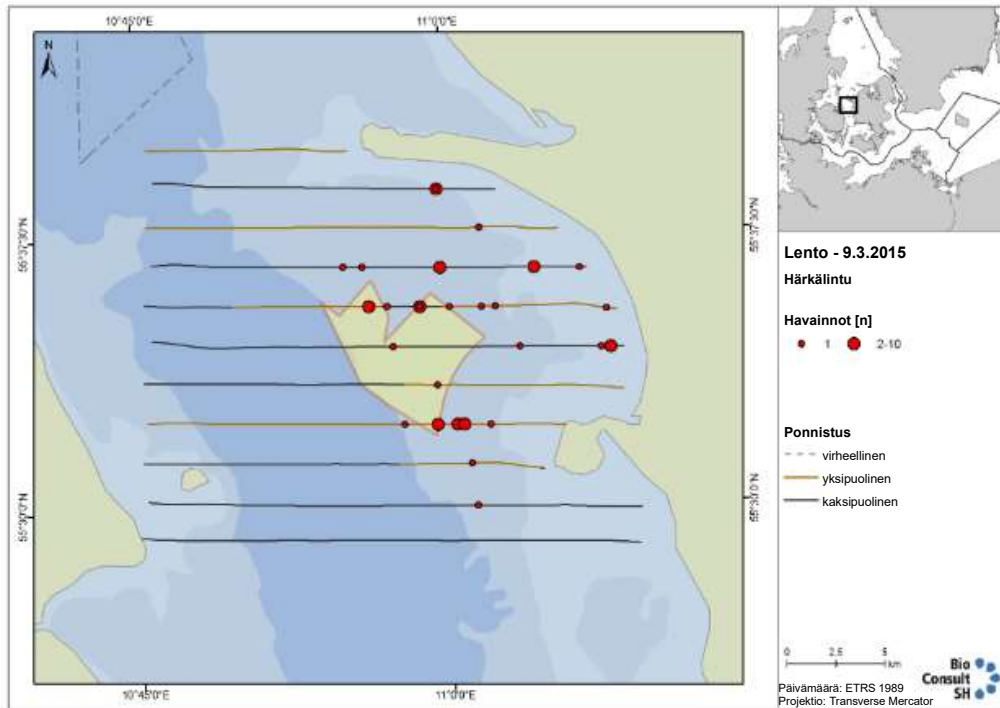 10°45'0"E
11°0'0"E
N
55°37'30"N
55°37'30"N
55°30'0"N
55°30'0"N
10°45'0"E
11°0'0"E
Lento - 9.3.2015
Härkälintu
Havainnot [n]
1
2-10
Ponnistus
virheellinen
yksipuolinen
kaksipuolinen
0
2,5
5
km
Päivämäärä: ETRS 1989
Projektio: Transverse Mercator
Bio
Consult
SH